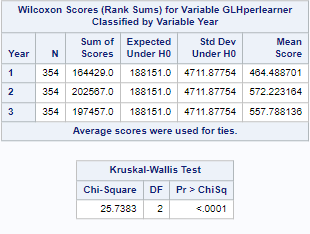 Wilcoxon Scores (Rank Sums) for Variable GLHperlearner
Classified by Variable Year
Year N Sum of Scores Expected Under H0 Std Dev Under H0 Mean Score
1 354 164429.0 188151.0 4711.87754 464.488701
2 354 202567.0 188151.0 4711.87754 572.223164
3 354 197457.0 188151.0 4711.87754 557.788136
Average scores were used for ties.
Kruskal-Wallis Test
Chi-Square DF Pr > ChiSq
25.7383 2 <.0001